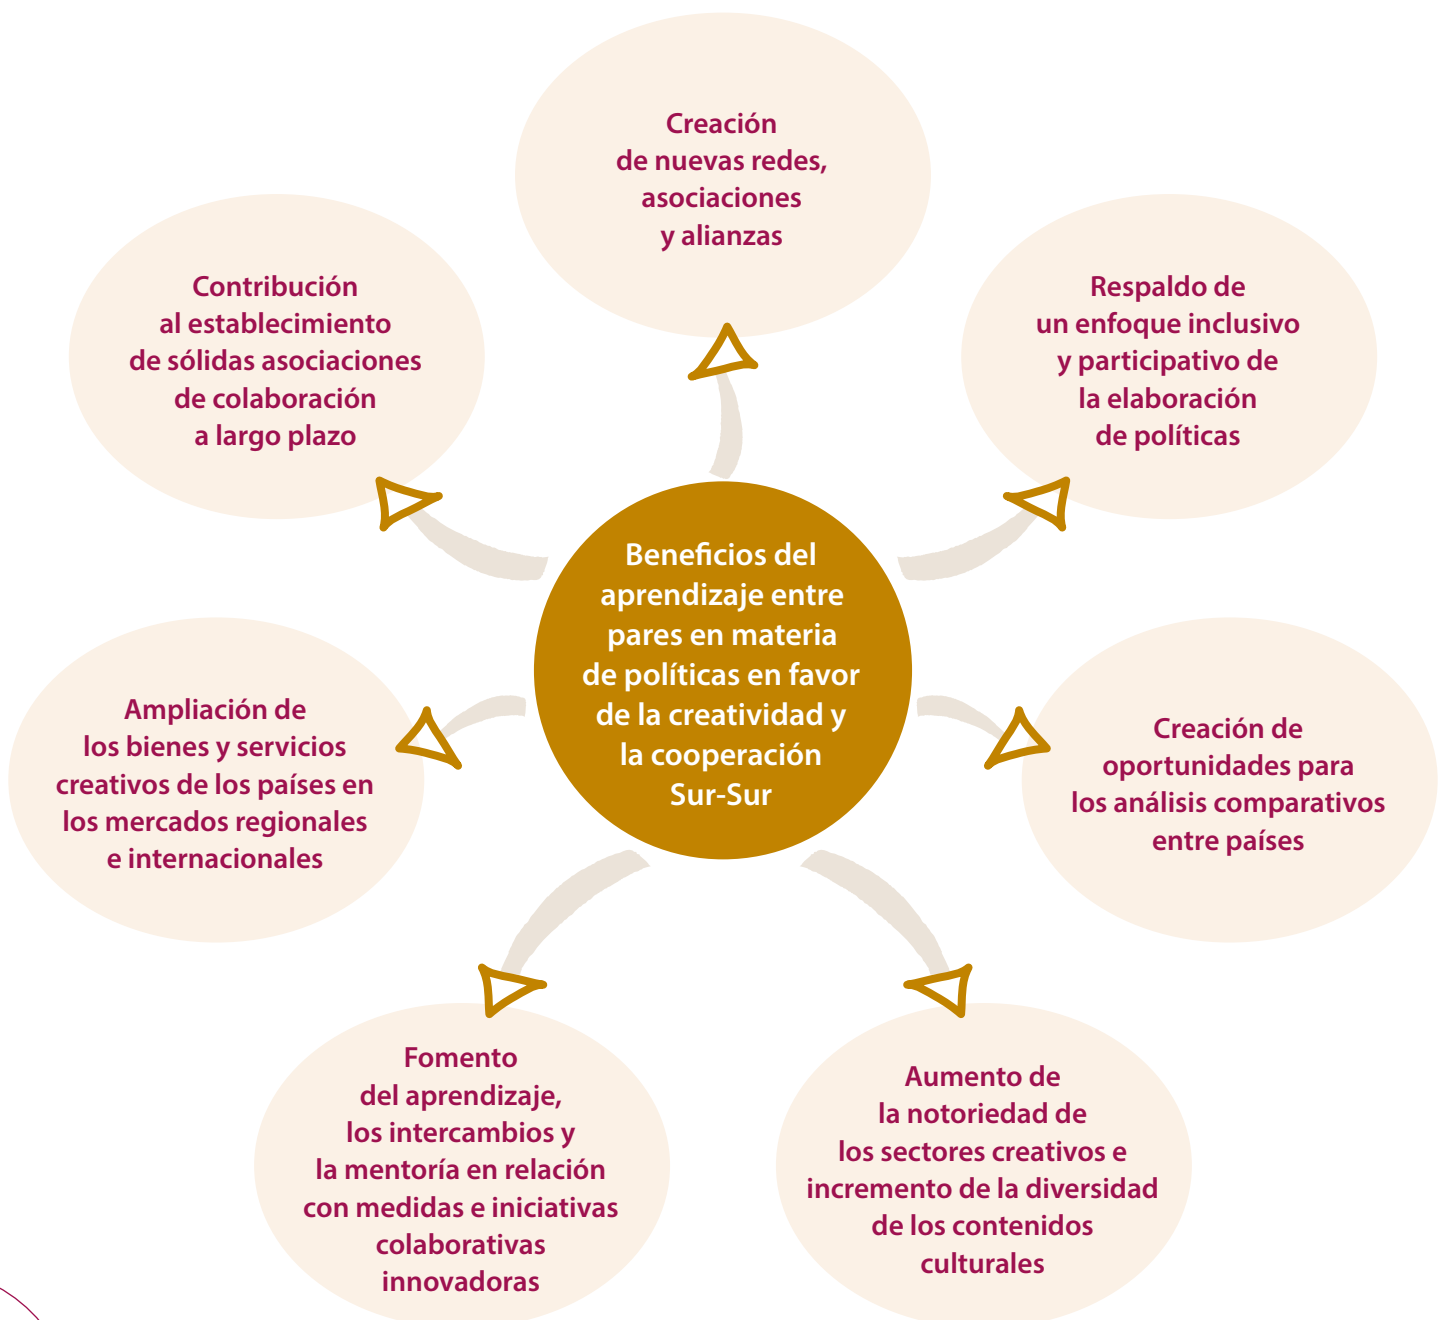 Creación
de nuevas redes,
asociaciones
y alianzas
Contribución
al establecimiento
de sólidas asociaciones
de colaboración
a largo plazo
Respaldo de
un enfoque inclusivo
y participativo de
la elaboración
de políticas
Beneficios del
aprendizaje entre
pares en materia
de políticas en favor
de la creatividad y
la cooperación
Sur-Sur
Ampliación de
los bienes y servicios
creativos de los países en
los mercados regionales
e internacionales
Creación de
oportunidades para
los análisis comparativos
entre países
Fomento
del aprendizaje,
los intercambios y
la mentoría en relación
con medidas e iniciativas
colaborativas
innovadoras
Aumento de
la notoriedad de
los sectores creativos e
incremento de la diversidad
de los contenidos
culturales